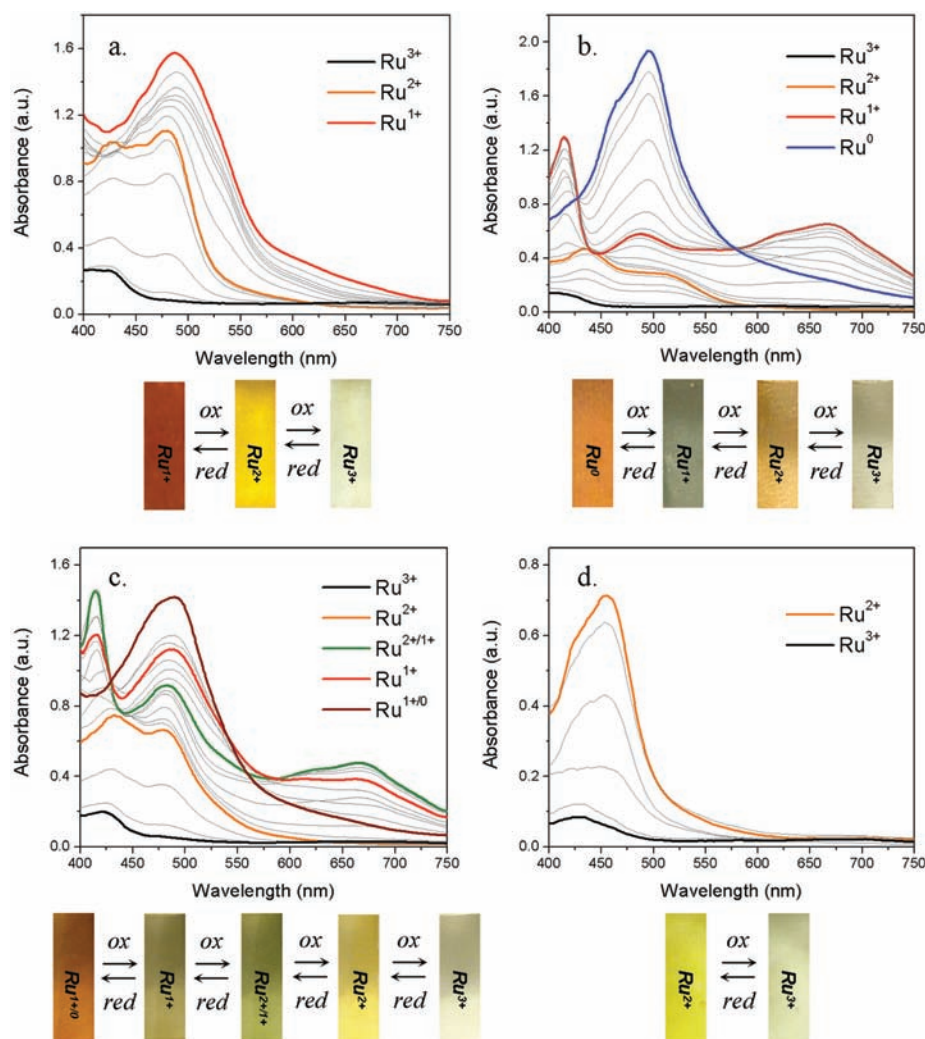 a.
Ru³⁺
Ru²⁺
Ru¹⁺
Absorbance (a.u.)
1.6
1.2
0.8
0.4
0.0
400 450 500 550 600 650 700 750
Wavelength (nm)
Ru¹⁺ ox red Ru²⁺ ox red Ru³⁺
b.
Ru³⁺
Ru²⁺
Ru¹⁺
Ru⁰
Absorbance (a.u.)
2.0
1.6
1.2
0.8
0.4
0.0
400 450 500 550 600 650 700 750
Wavelength (nm)
Ru⁰ ox red Ru¹⁺ ox red Ru²⁺ ox red Ru³⁺
c.
Ru³⁺
Ru²⁺
Ru²⁺/¹⁺
Ru¹⁺
Ru¹⁺/⁰
Absorbance (a.u.)
1.6
1.2
0.8
0.4
0.0
400 450 500 550 600 650 700 750
Wavelength (nm)
Ru¹⁺/⁰ ox red Ru¹⁺ ox red Ru²⁺/¹⁺ ox red Ru²⁺ ox red Ru³⁺
d.
Ru²⁺
Ru³⁺
Absorbance (a.u.)
0.8
0.6
0.4
0.2
0.0
400 450 500 550 600 650 700 750
Wavelength (nm)
Ru²⁺ ox red Ru³⁺